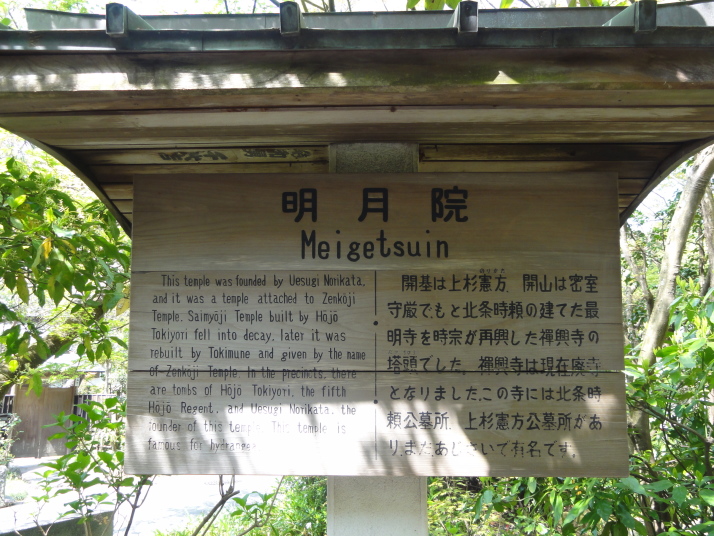 明月院
Meigetsuin
This temple was founded by Uesugi Norikata,
and it was a temple attached to Zenkōji
Temple. Saimyōji Temple built by Hōjō
Tokiyori fell into decay, later it was
rebuilt by Tokimune and given by the name
of Zenkōji Temple. In the precincts, there
are tombs of Hōjō Tokiyori, the fifth
Hōjō Regent, and Uesugi Norikata, the
founder of this temple. This temple is
famous for hydrangea
開基は上杉憲方、開山は密室
守厳でもと北条時頼の建てた最
明寺を時宗が再興した禅興寺の
塔頭でした。禅興寺は現在廃寺
となりました。この寺には北条時
頼公墓所、上杉憲方公墓所があ
り、またあじさいで有名です。